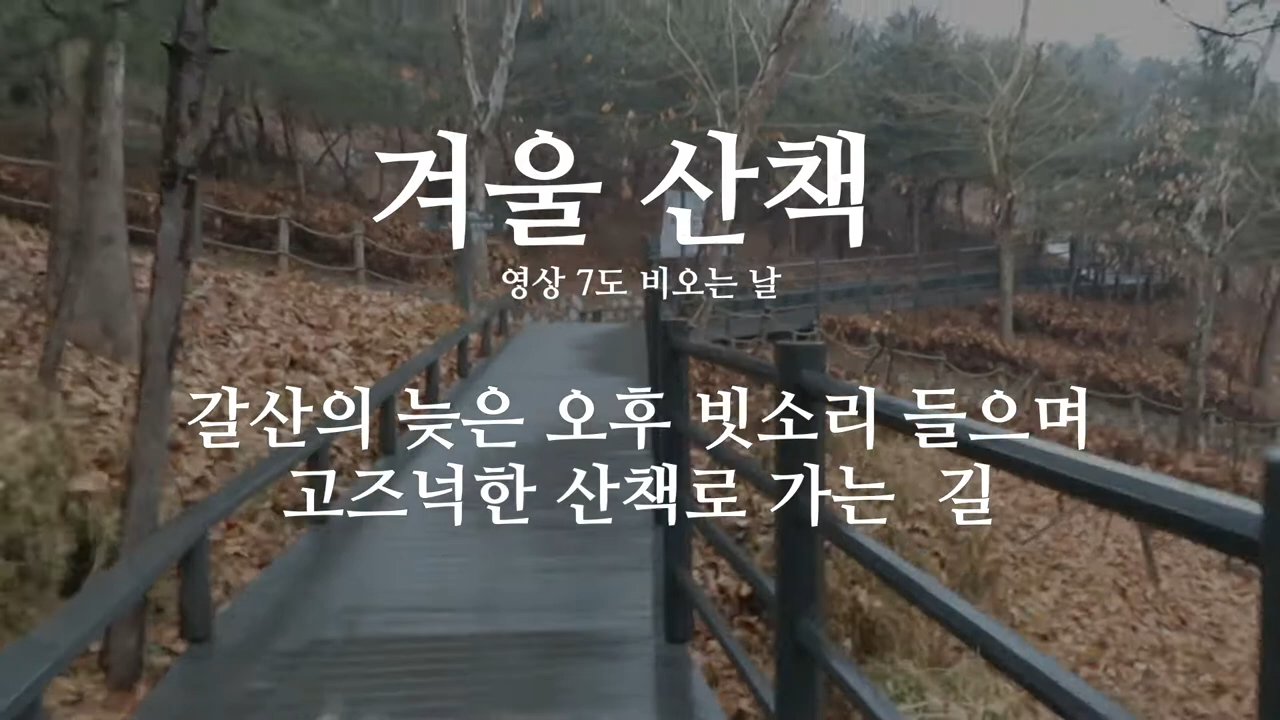 겨울 산책
영상 7도 비오는 날
갈산의 늦은 오후 빗소리 들으며
고즈넉한 산책로 가는 길